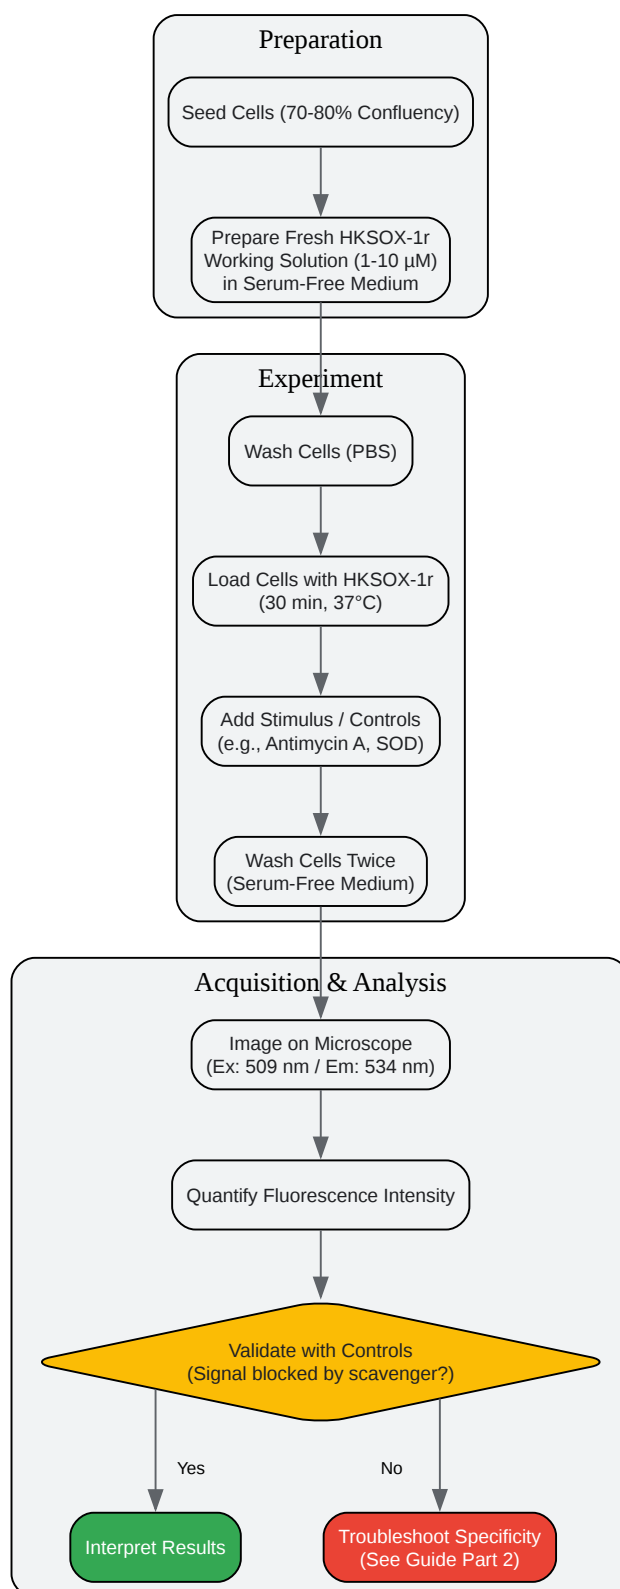 Preparation
Seed Cells (70-80% Confluency)
Prepare Fresh HKSOX-1r
Working Solution (1-10 µM)
in Serum-Free Medium
Experiment
Wash Cells (PBS)
Load Cells with HKSOX-1r
(30 min, 37°C)
Add Stimulus / Controls
(e.g., Antimycin A, SOD)
Wash Cells Twice
(Serum-Free Medium)
Acquisition & Analysis
Image on Microscope
(Ex: 509 nm / Em: 534 nm)
Quantify Fluorescence Intensity
Validate with Controls
(Signal blocked by scavenger?)
Yes
No
Interpret Results
Troubleshoot Specificity
(See Guide Part 2)